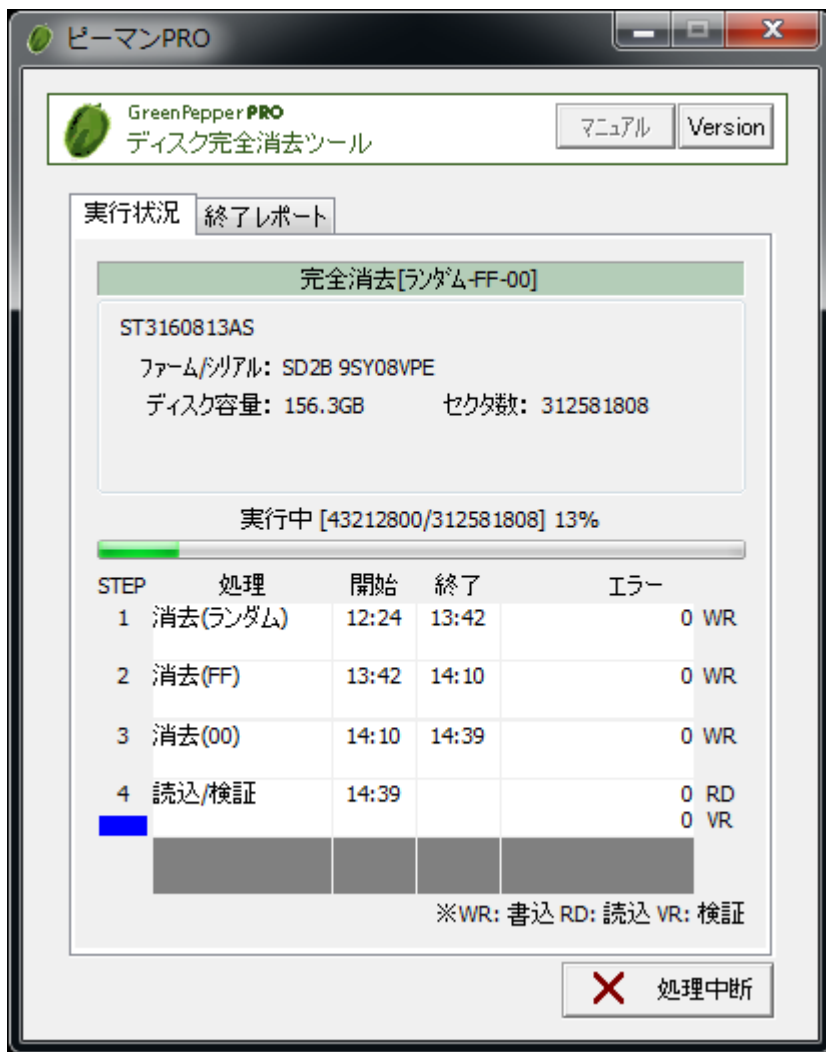 ピーマンPRO
GreenPepper PRO
ディスク完全消去ツール
マニュアル
Version
実行状況
終了レポート
完全消去[ランダム-FF-00]
ST3160813AS
ファーム/シリアル: SD2B 9SY08VPE
ディスク容量: 156.3GB セクタ数: 312581808
実行中 [43212800/312581808] 13%
STEP 処理 開始 終了 エラー
1 消去(ランダム) 12:24 13:42 0 WR
2 消去(FF) 13:42 14:10 0 WR
3 消去(00) 14:10 14:39 0 WR
4 読込/検証 14:39 0 RD
0 VR
※WR: 書込 RD: 読込 VR: 検証
処理中断